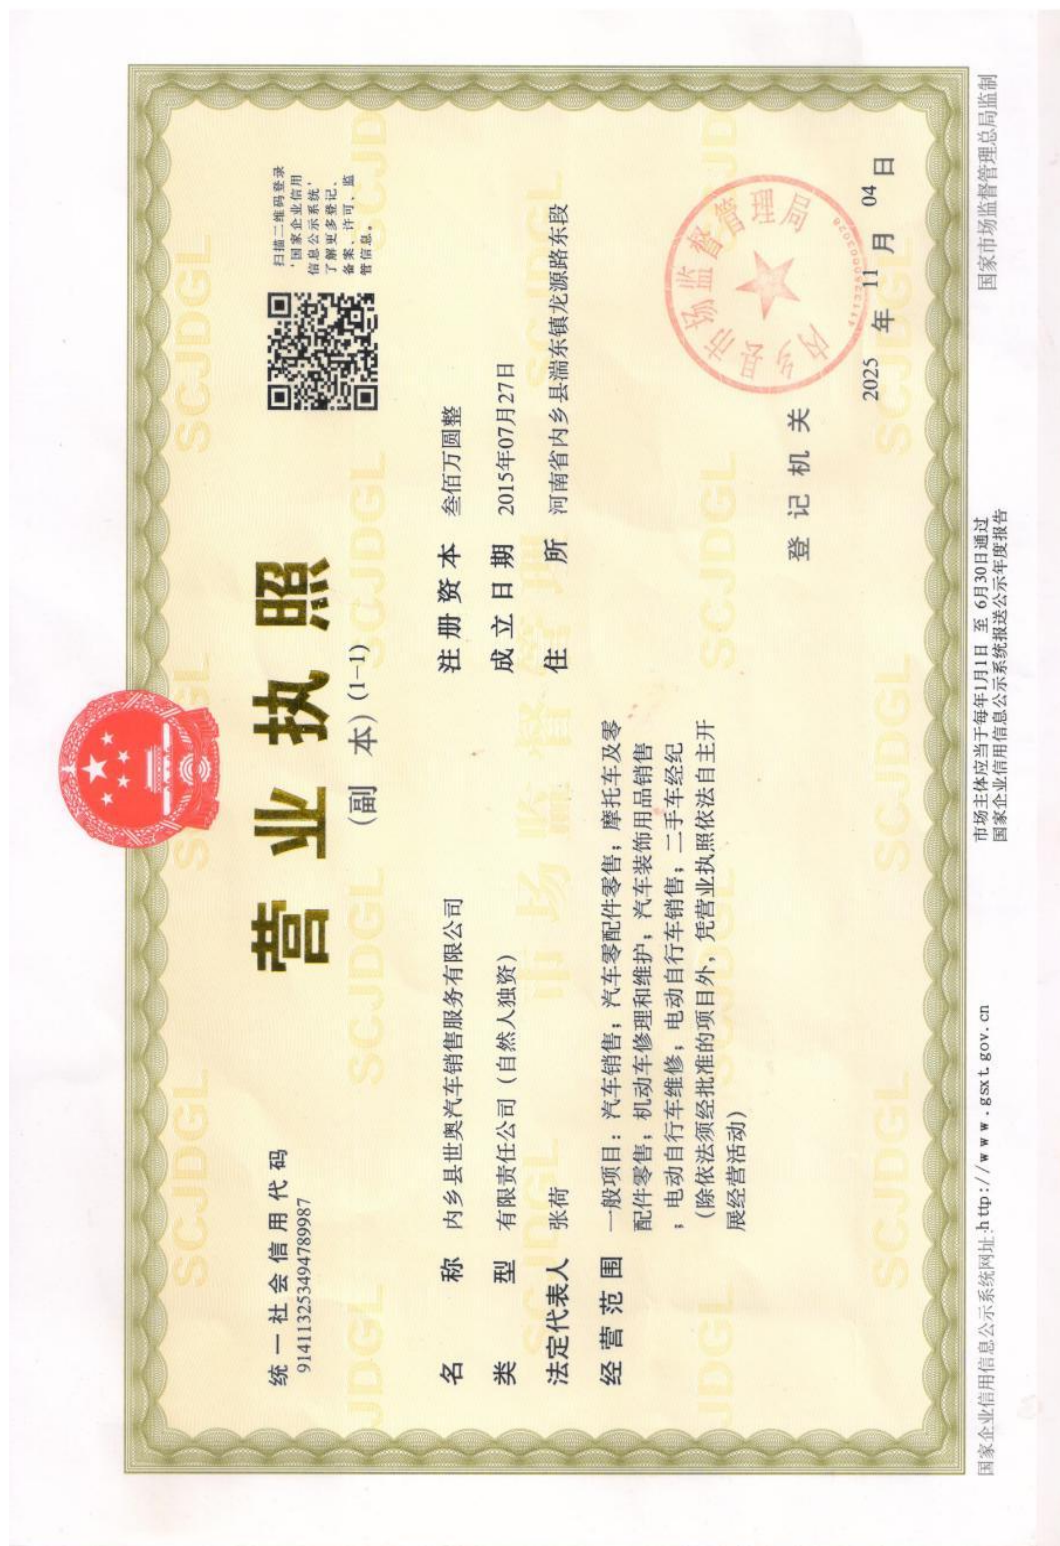 营业执照
(副 本) (1-1)
统一社会信用代码
914113253494789987
扫描二维码登录
'国家企业信用
信息公示系统'
了解更多登记、
备案、许可、监
管信息。
名 称 内乡县世奥汽车销售服务有限公司
类 型 有限责任公司（自然人独资）
法定代表人 张荷
经营范围 一般项目：汽车销售；汽车零配件零售；摩托车及零
配件零售；机动车修理和维护；汽车装饰用品销售
；电动自行车维修；电动自行车销售；二手车经纪
（除依法须经批准的项目外，凭营业执照依法自主开
展经营活动）
注册资本 叁佰万圆整
成立日期 2015年07月27日
住 所 河南省内乡县湍东镇龙源路东段
登记机关
内乡县市场监督管理局
2025 年 11 月 04 日
国家企业信用信息公示系统网址:http://www.gsxt.gov.cn
市场主体应当于每年1月1日 至 6月30日通过
国家企业信用信息公示系统报送公示年度报告
国家市场监督管理总局监制
SCJDGL
市场监督管理